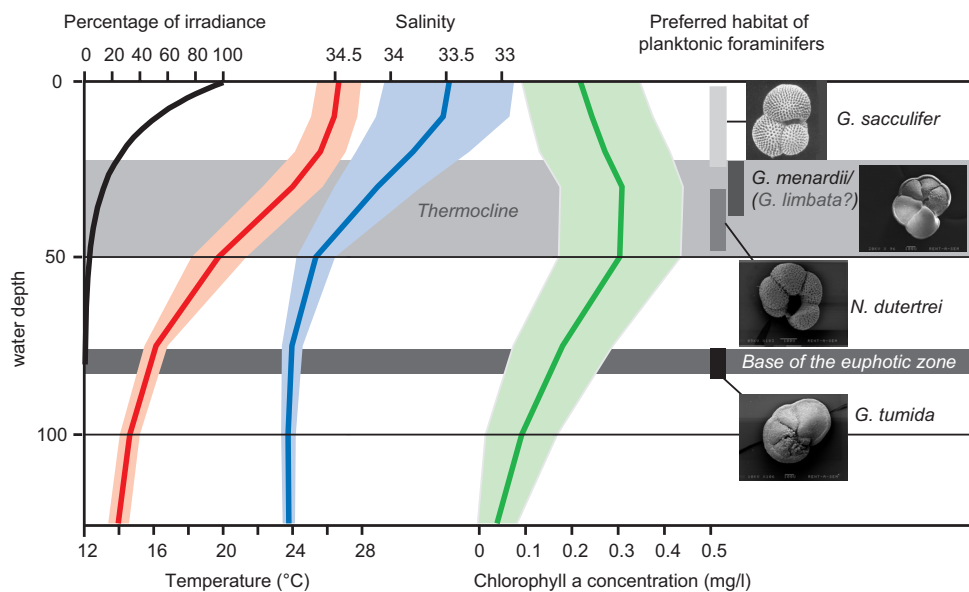 Percentage of irradiance
Salinity
Preferred habitat of
planktonic foraminifers
0 20 40 60 80 100
34.5 34 33.5 33
0
50
100
water depth
Thermocline
G. sacculifer
G. menardii/
(G. limbata?)
N. dutertrei
Base of the euphotic zone
G. tumida
12 16 20 24 28
0 0.1 0.2 0.3 0.4 0.5
Temperature (°C)
Chlorophyll a concentration (mg/l)